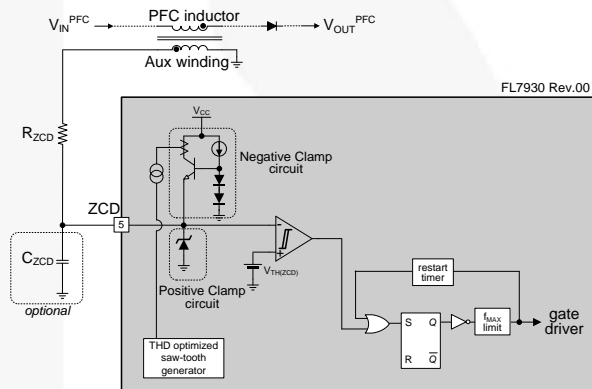 PFC inductor
V_IN^PFC
V_OUT^PFC
Aux winding
FL7930 Rev.00
R_ZCD
V_CC
Negative Clamp
circuit
ZCD
5
C_ZCD
optional
V_TH(ZCD)
Positive Clamp
circuit
THD optimized
saw-tooth
generator
restart
timer
S
Q
R
Q̅
f_MAX
limit
gate
driver
-
+